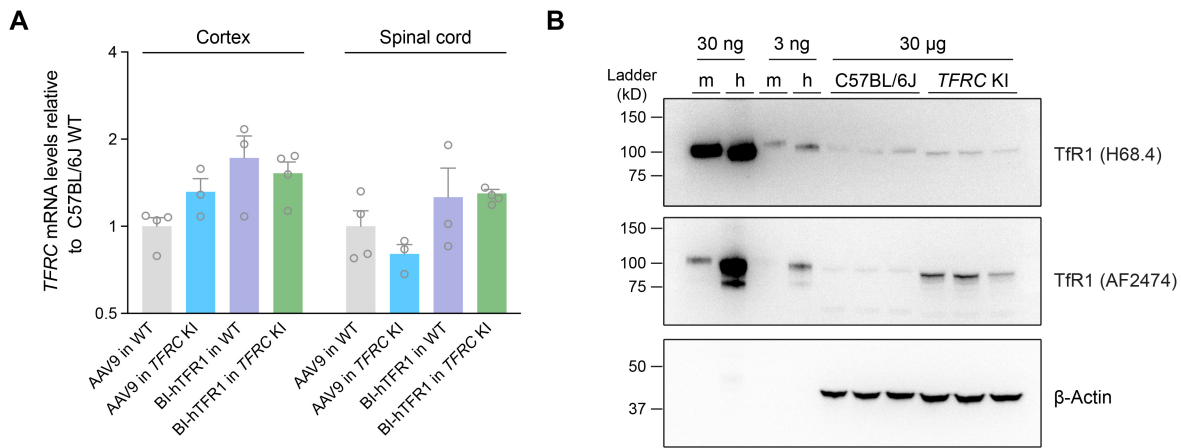 A
Cortex
Spinal cord
TFRC mRNA levels relative
to C57BL/6J WT
4
2
1
0.5
AAV9 in WT
AAV9 in TFRC KI
BI-hTFR1 in WT
BI-hTFR1 in TFRC KI
AAV9 in WT
AAV9 in TFRC KI
BI-hTFR1 in WT
BI-hTFR1 in TFRC KI
B
30 ng
3 ng
30 µg
Ladder
(kD)
m
h
m
h
C57BL/6J
TFRC KI
150
100
75
TfR1 (H68.4)
150
100
75
TfR1 (AF2474)
50
37
β-Actin